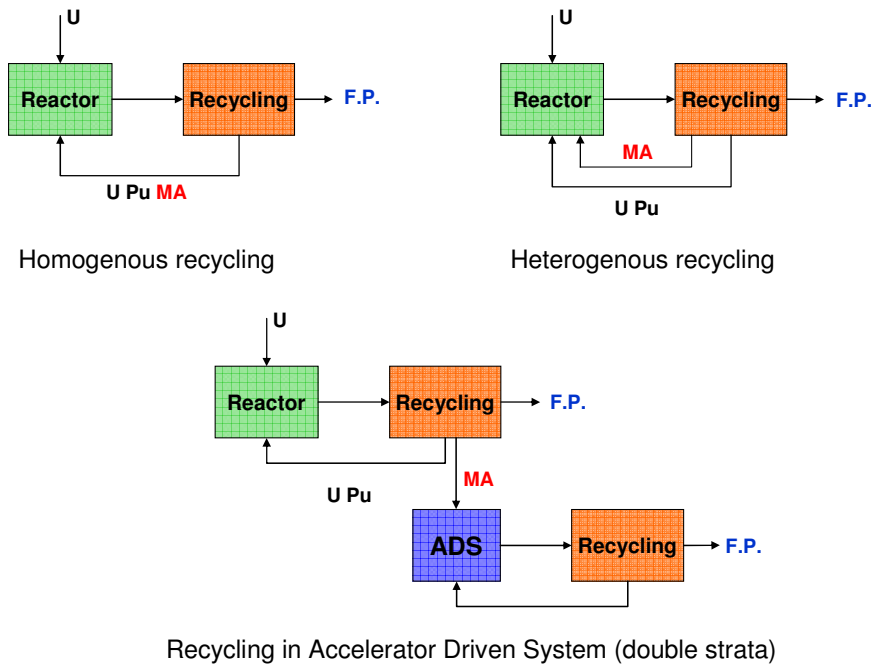 U
Reactor
Recycling
F.P.
U Pu MA
Homogenous recycling
U
Reactor
Recycling
F.P.
MA
U Pu
Heterogenous recycling
U
Reactor
Recycling
F.P.
U Pu
MA
ADS
Recycling
F.P.
Recycling in Accelerator Driven System (double strata)